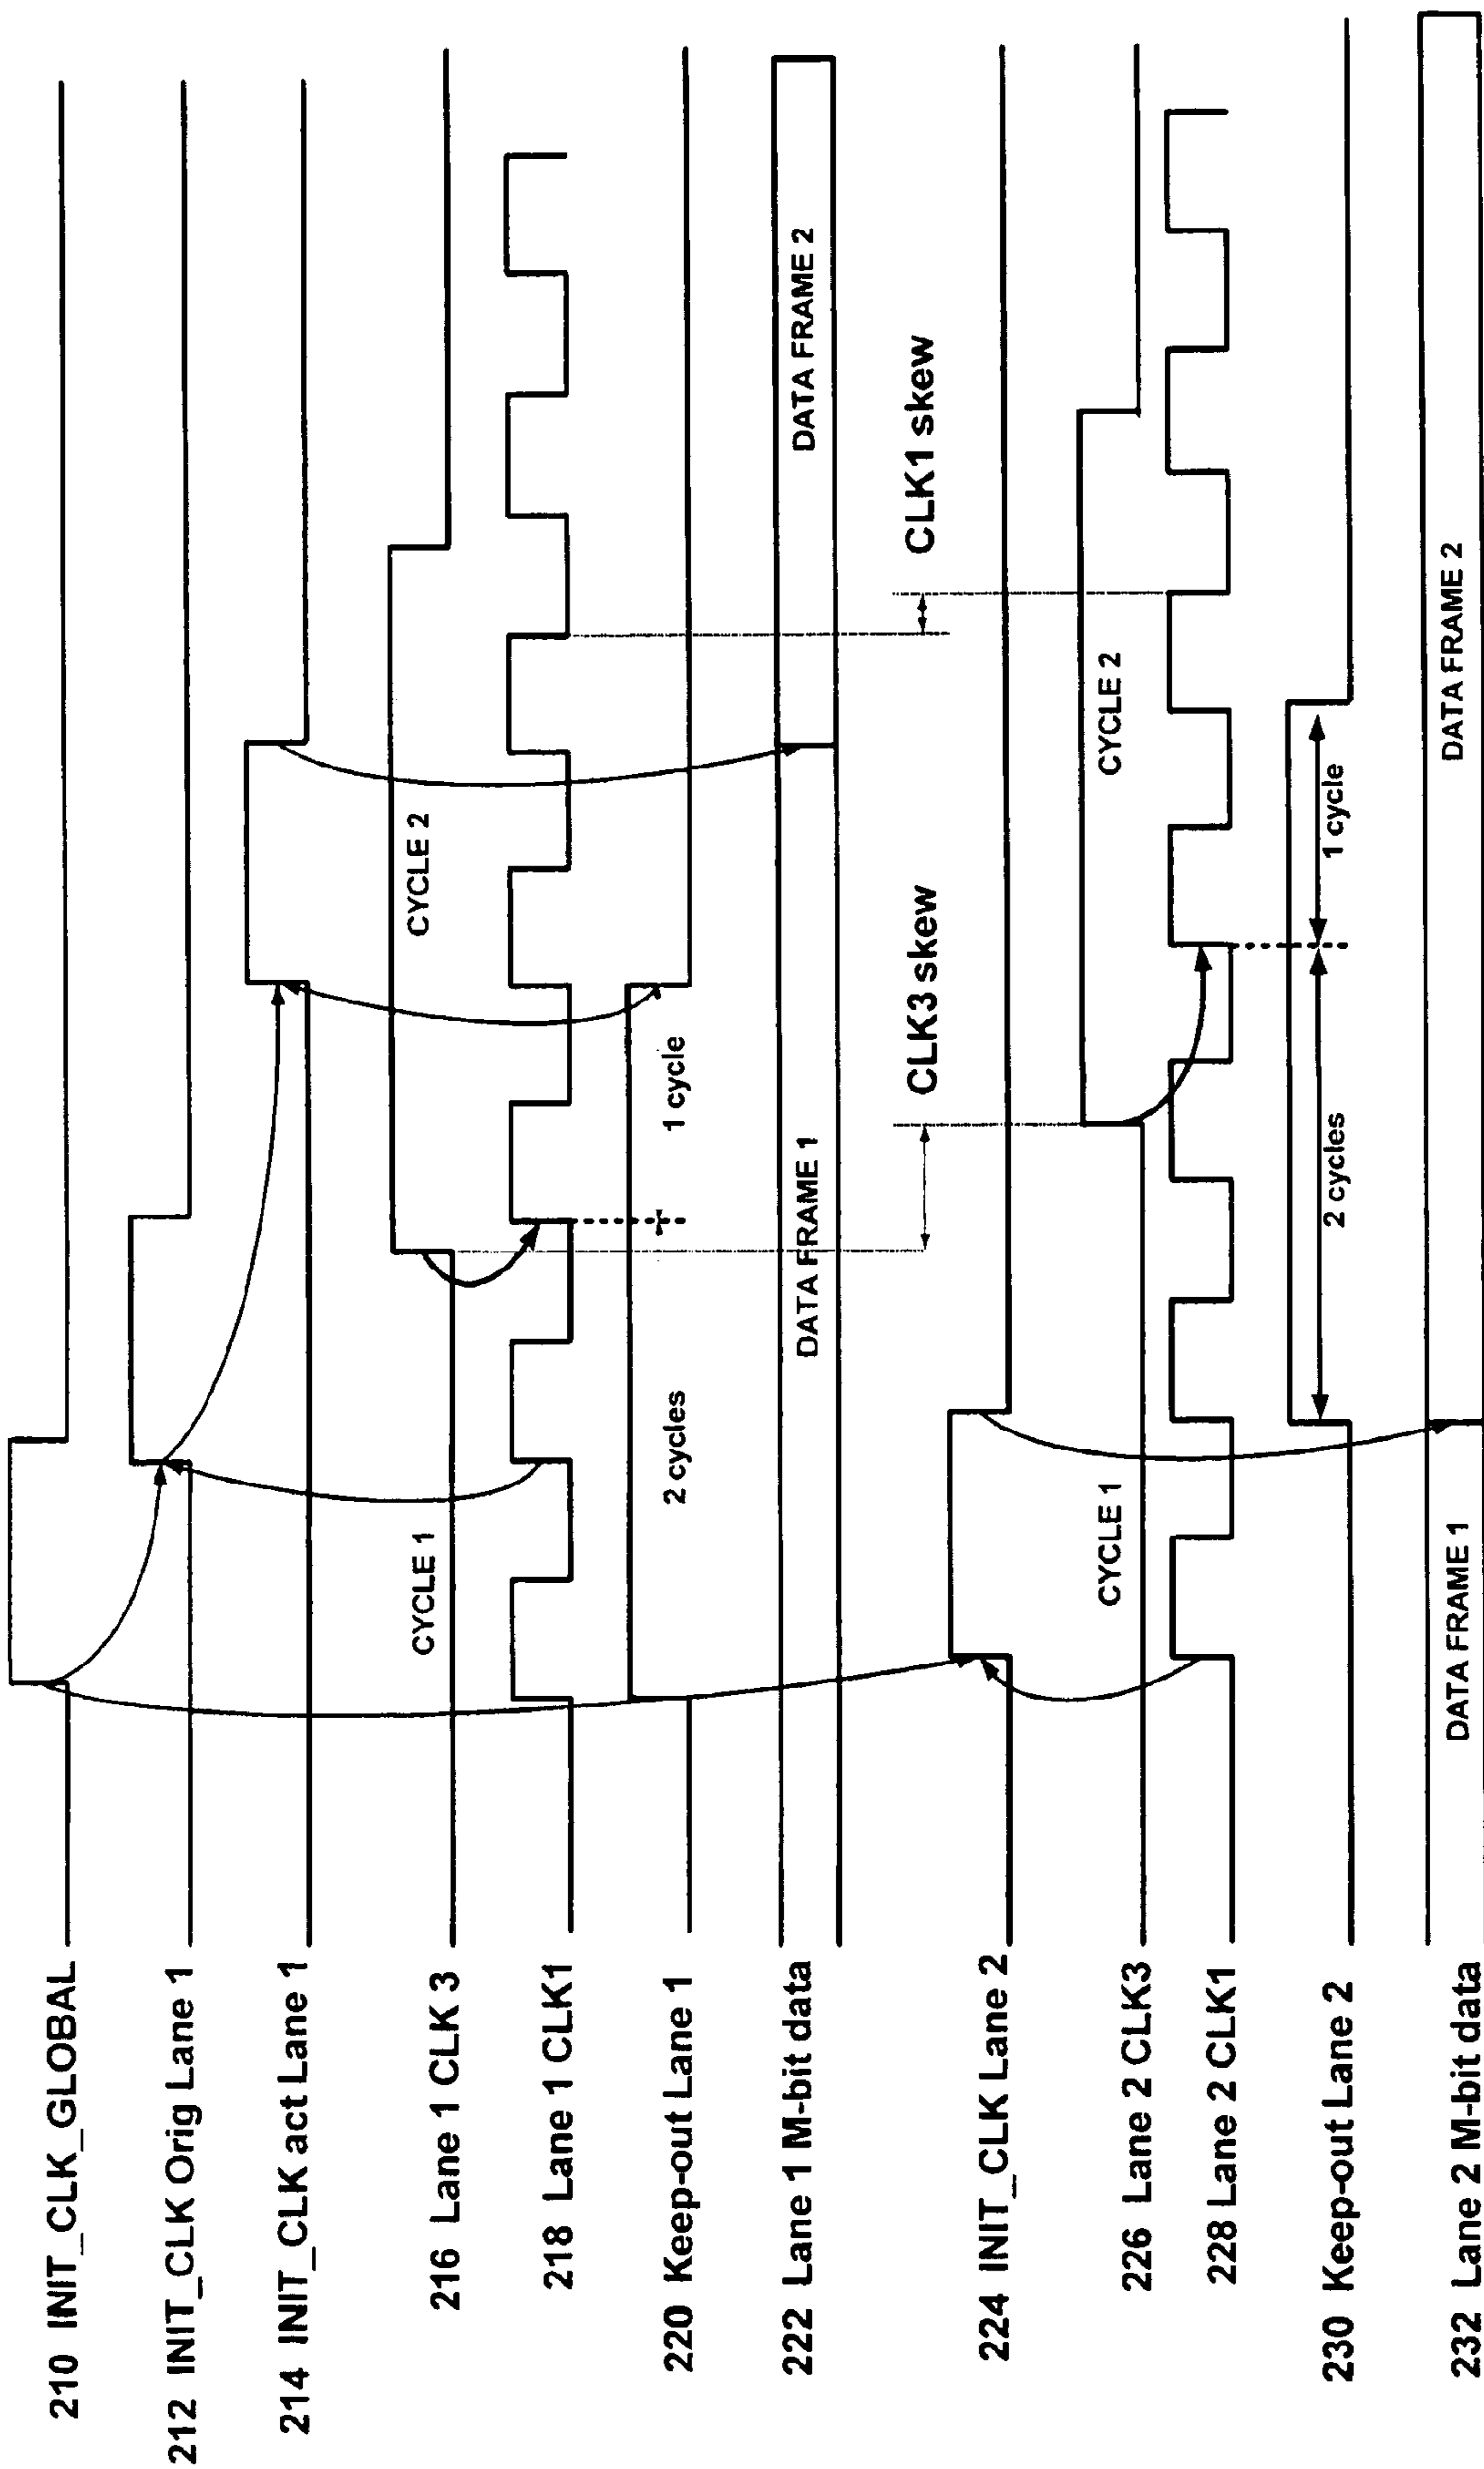 210 INIT_CLK_GLOBAL
212 INIT_CLK Orig Lane 1
214 INIT_CLK act Lane 1
216 Lane 1 CLK 3
CYCLE 1
CYCLE 2
218 Lane 1 CLK1
220 Keep-out Lane 1
2 cycles
1 cycle
222 Lane 1 M-bit data
DATA FRAME 1
DATA FRAME 2
CLK3 skew
CLK1 skew
224 INIT_CLK Lane 2
226 Lane 2 CLK3
CYCLE 1
CYCLE 2
228 Lane 2 CLK1
230 Keep-out Lane 2
2 cycles
1 cycle
232 Lane 2 M-bit data
DATA FRAME 1
DATA FRAME 2